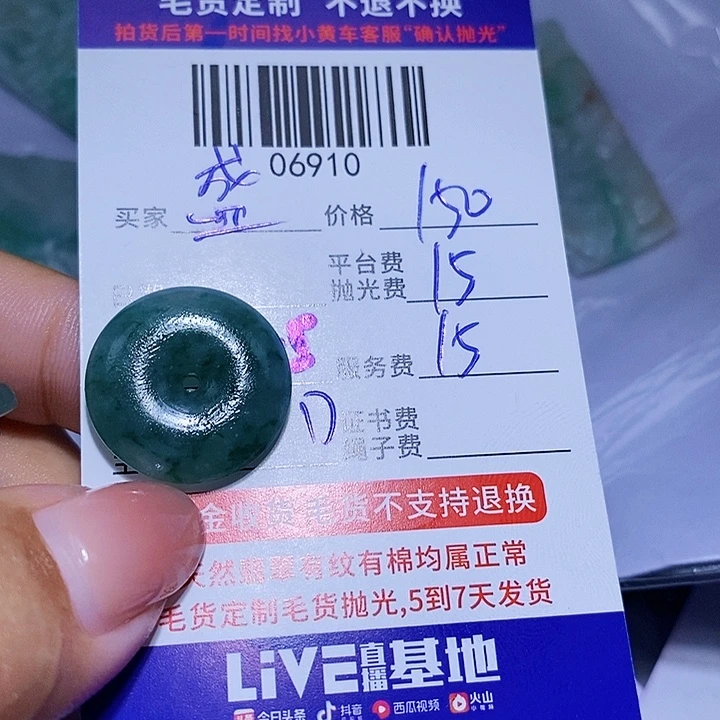 毛货定制 不退不换
拍货后第一时间找小黄车客服“确认抛光”
06910
买家 盛 价格 150
平台费
抛光费 15
服务费 15
D 证书费
绳子费
毛货不支持退换
天然翡翠有纹有棉均属正常
毛货定制毛货抛光,5到7天发货
LiVE直播基地
今日头条 抖音 西瓜视频 火山